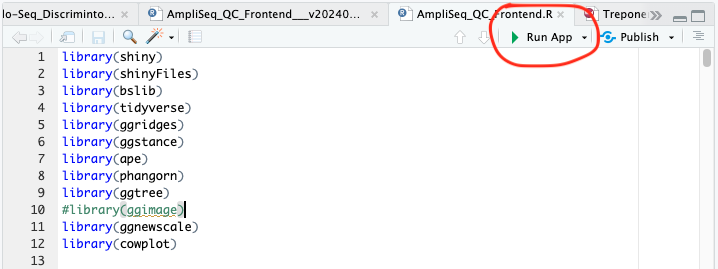 lo-Seq_Discriminto... AmpliSeq_QC_Frontend___v20240... AmpliSeq_QC_Frontend.R Trepone
Run App Publish
1 library(shiny)
2 library(shinyFiles)
3 library(bslib)
4 library(tidyverse)
5 library(ggridges)
6 library(ggstance)
7 library(ape)
8 library(phangorn)
9 library(ggtree)
10 #library(ggimage)
11 library(ggnewscale)
12 library(cowplot)
13